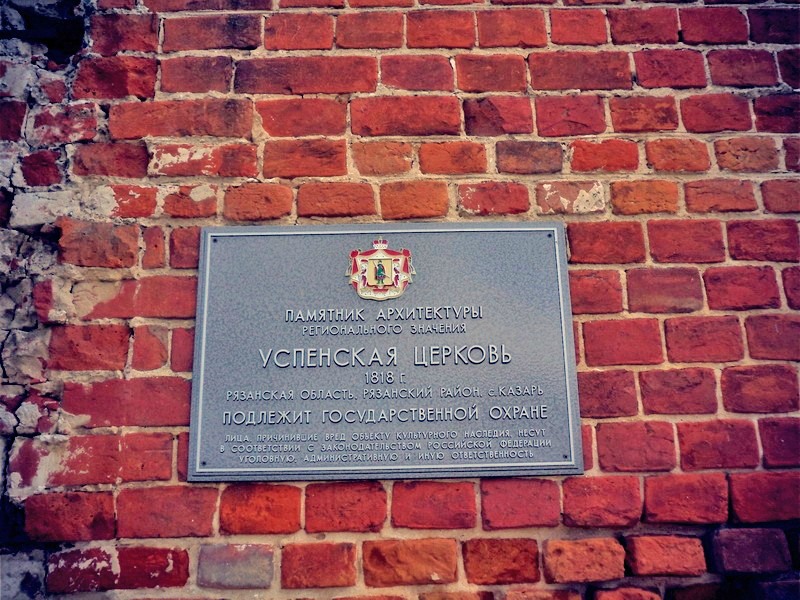 ПАМЯТНИК АРХИТЕКТУРЫ
РЕГИОНАЛЬНОГО ЗНАЧЕНИЯ
УСПЕНСКАЯ ЦЕРКОВЬ
1818 Г.
РЯЗАНСКАЯ ОБЛАСТЬ, РЯЗАНСКИЙ РАЙОН, с. КАЗАРЬ
ПОДЛЕЖИТ ГОСУДАРСТВЕННОЙ ОХРАНЕ
ЛИЦА, ПРИЧИНИВШИЕ ВРЕД ОБЪЕКТУ КУЛЬТУРНОГО НАСЛЕДИЯ, НЕСУТ
В СООТВЕТСТВИИ С ЗАКОНОДАТЕЛЬСТВОМ РОССИЙСКОЙ ФЕДЕРАЦИИ
УГОЛОВНУЮ, АДМИНИСТРАТИВНУЮ И ИНУЮ ОТВЕТСТВЕННОСТЬ.